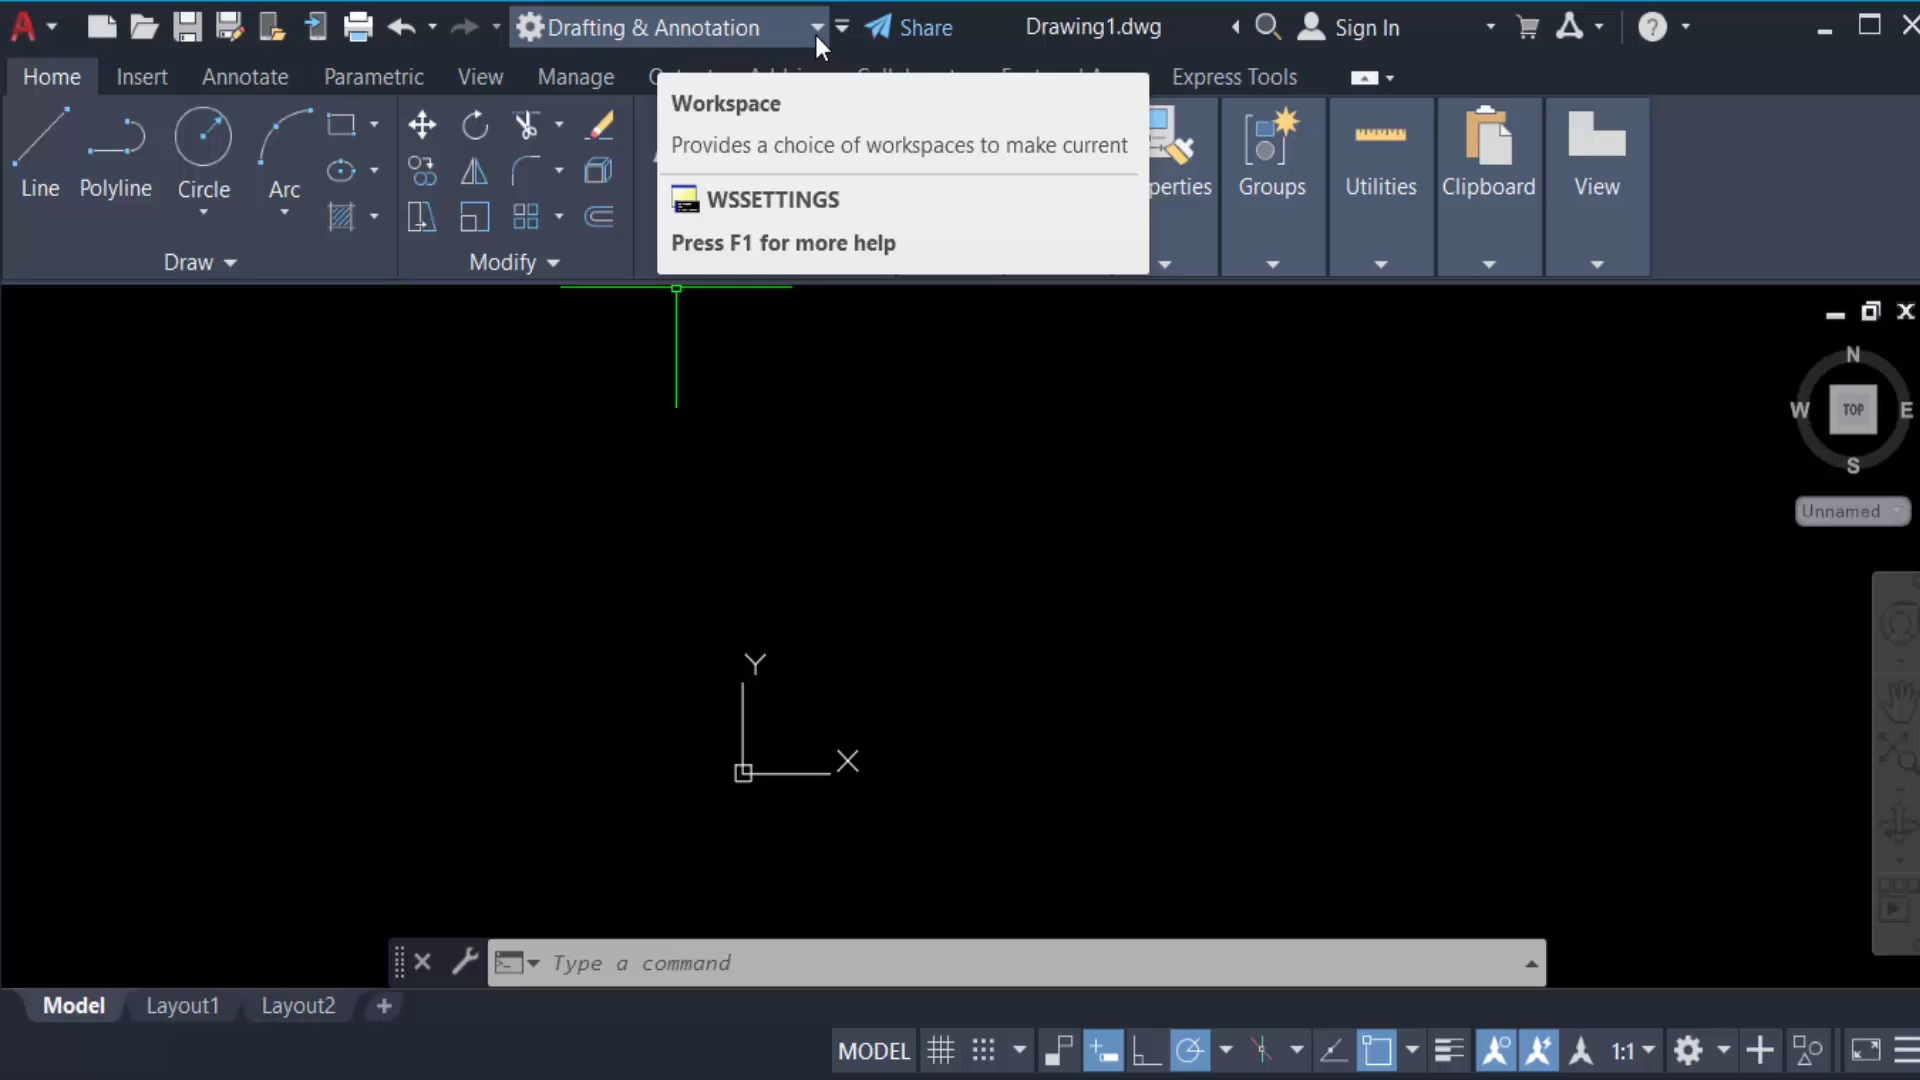 Drafting & Annotation
Share
Drawing1.dwg
Sign In
Home
Insert
Annotate
Parametric
View
Manage
Express Tools
Workspace
Provides a choice of workspaces to make current
WSSETTINGS
Press F1 for more help
Line
Polyline
Circle
Arc
perties
Groups
Utilities
Clipboard
View
Draw
Modify
N
W
TOP
E
S
Unnamed
Y
X
Type a command
Model
Layout1
Layout2
MODEL
1:1